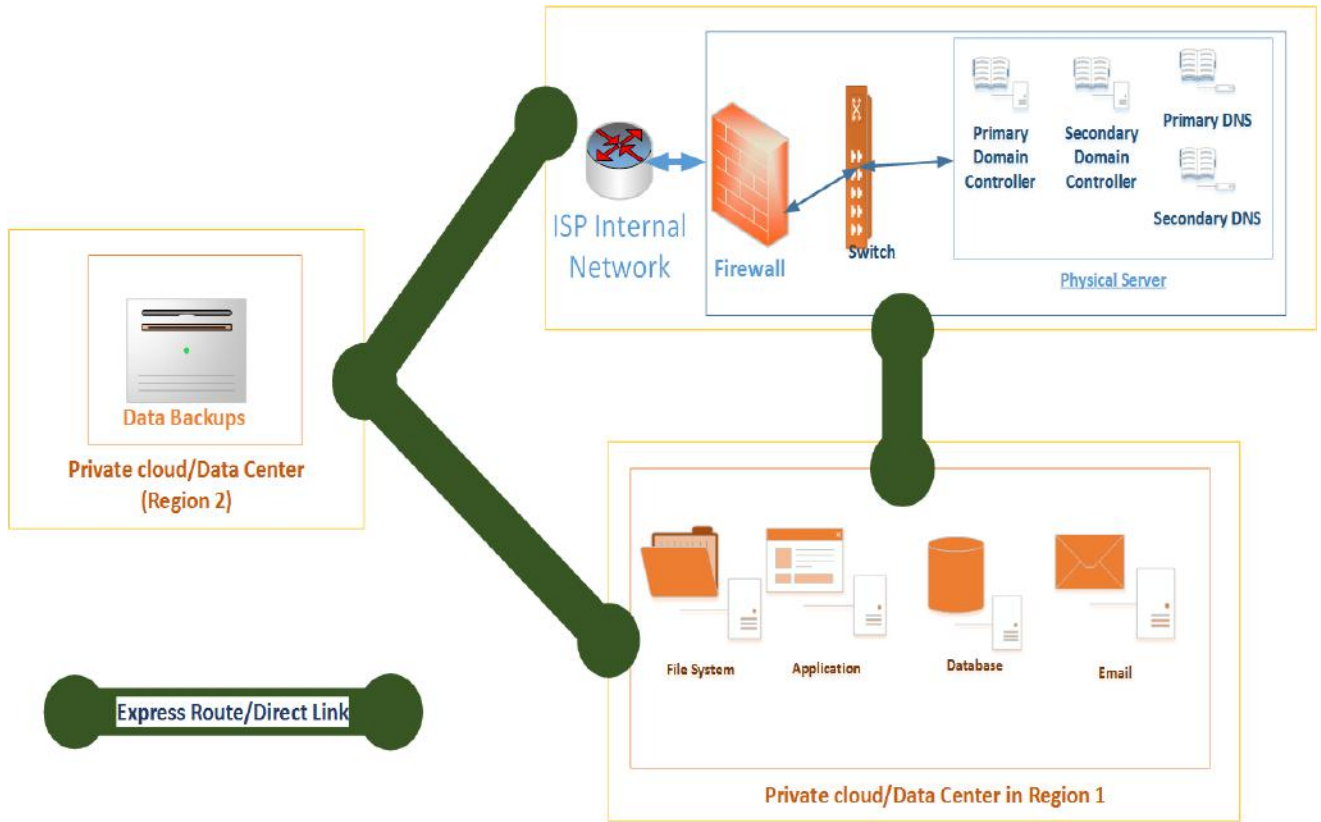 Primary
Domain
Controller
Secondary
Domain
Controller
Primary DNS
Secondary DNS
ISP Internal
Network
Firewall
Switch
Physical Server
Data Backups
Private cloud/Data Center
(Region 2)
File System
Application
Database
Email
Express Route/Direct Link
Private cloud/Data Center in Region 1